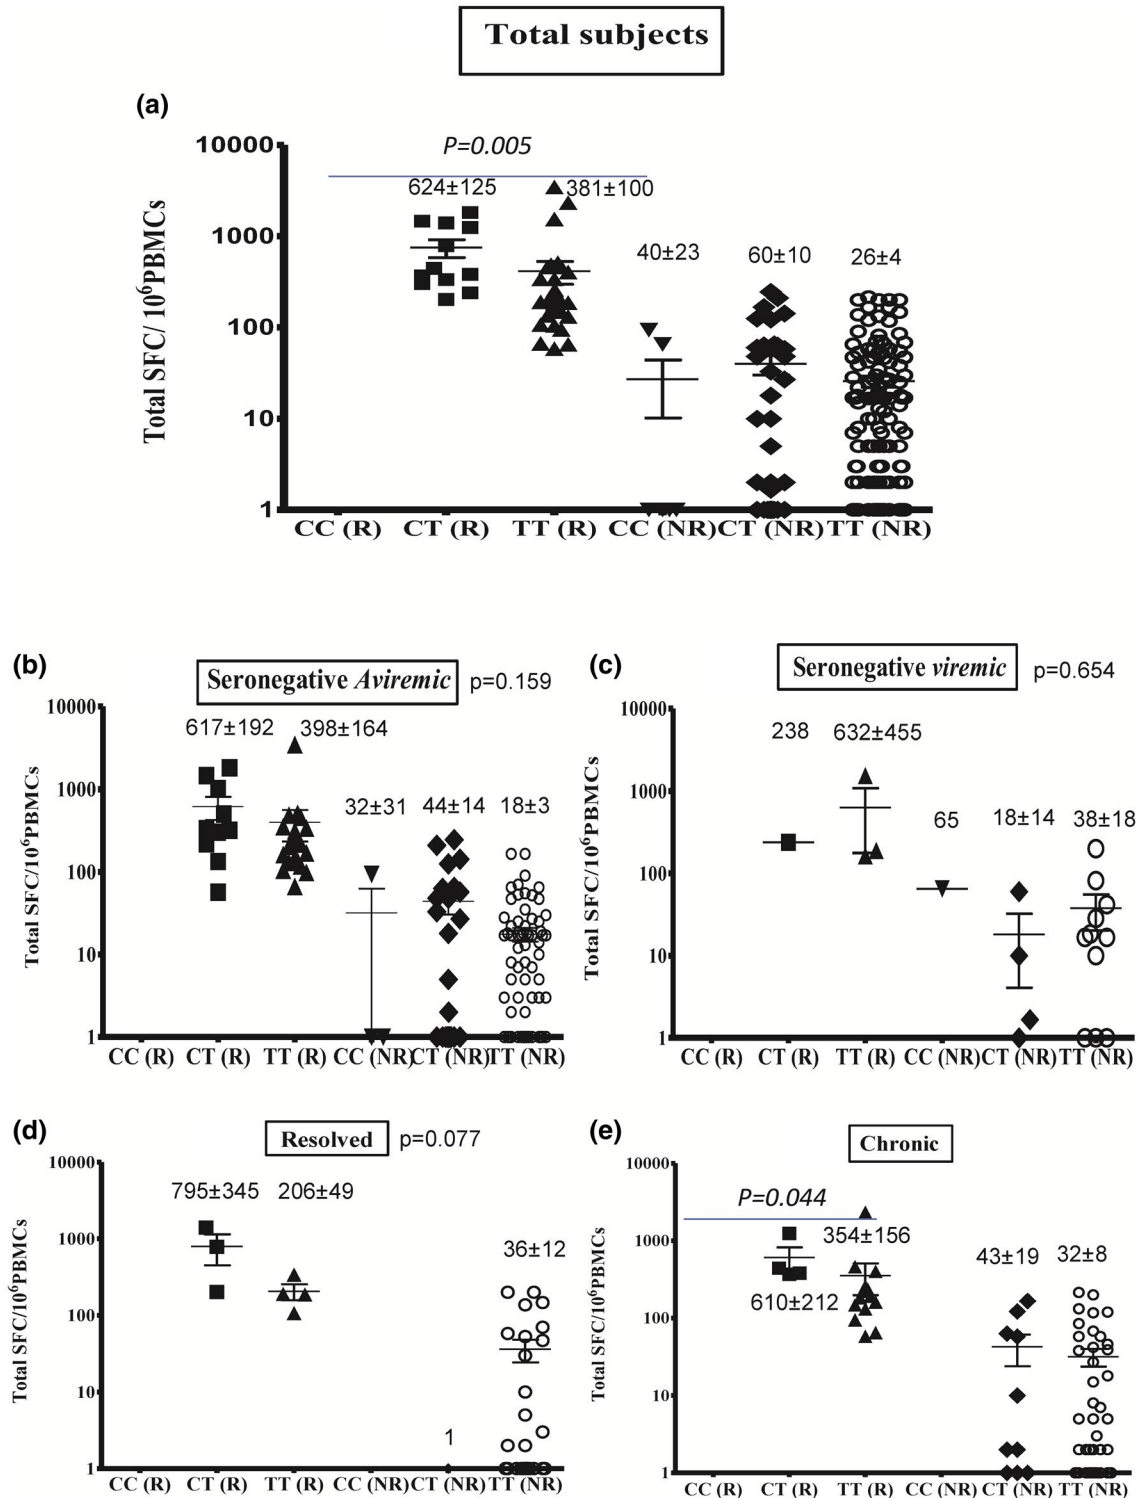 Total subjects
(a)
P=0.005
624±125 381±100
40±23 60±10 26±4
10000
1000
100
10
1
Total SFC/ 10⁶PBMCs
CC (R) CT (R) TT (R) CC (NR) CT (NR) TT (NR)
(b)
Seronegative Aviremic p=0.159
617±192 398±164
32±31 44±14 18±3
10000
1000
100
10
1
Total SFC/10⁶PBMCs
CC (R) CT (R) TT (R) CC (NR) CT (NR) TT (NR)
(c)
Seronegative viremic p=0.654
238 632±455
65 18±14 38±18
10000
1000
100
10
1
Total SFC/10⁶PBMCs
CC (R) CT (R) TT (R) CC (NR) CT (NR) TT (NR)
(d)
Resolved p=0.077
795±345 206±49
36±12
1
10000
1000
100
10
1
Total SFC/10⁶PBMCs
CC (R) CT (R) TT (R) CC (NR) CT (NR) TT (NR)
(e)
Chronic
P=0.044
354±156
610±212
43±19 32±8
10000
1000
100
10
1
Total SFC/10⁶PBMCs
CC (R) CT (R) TT (R) CC (NR) CT (NR) TT (NR)